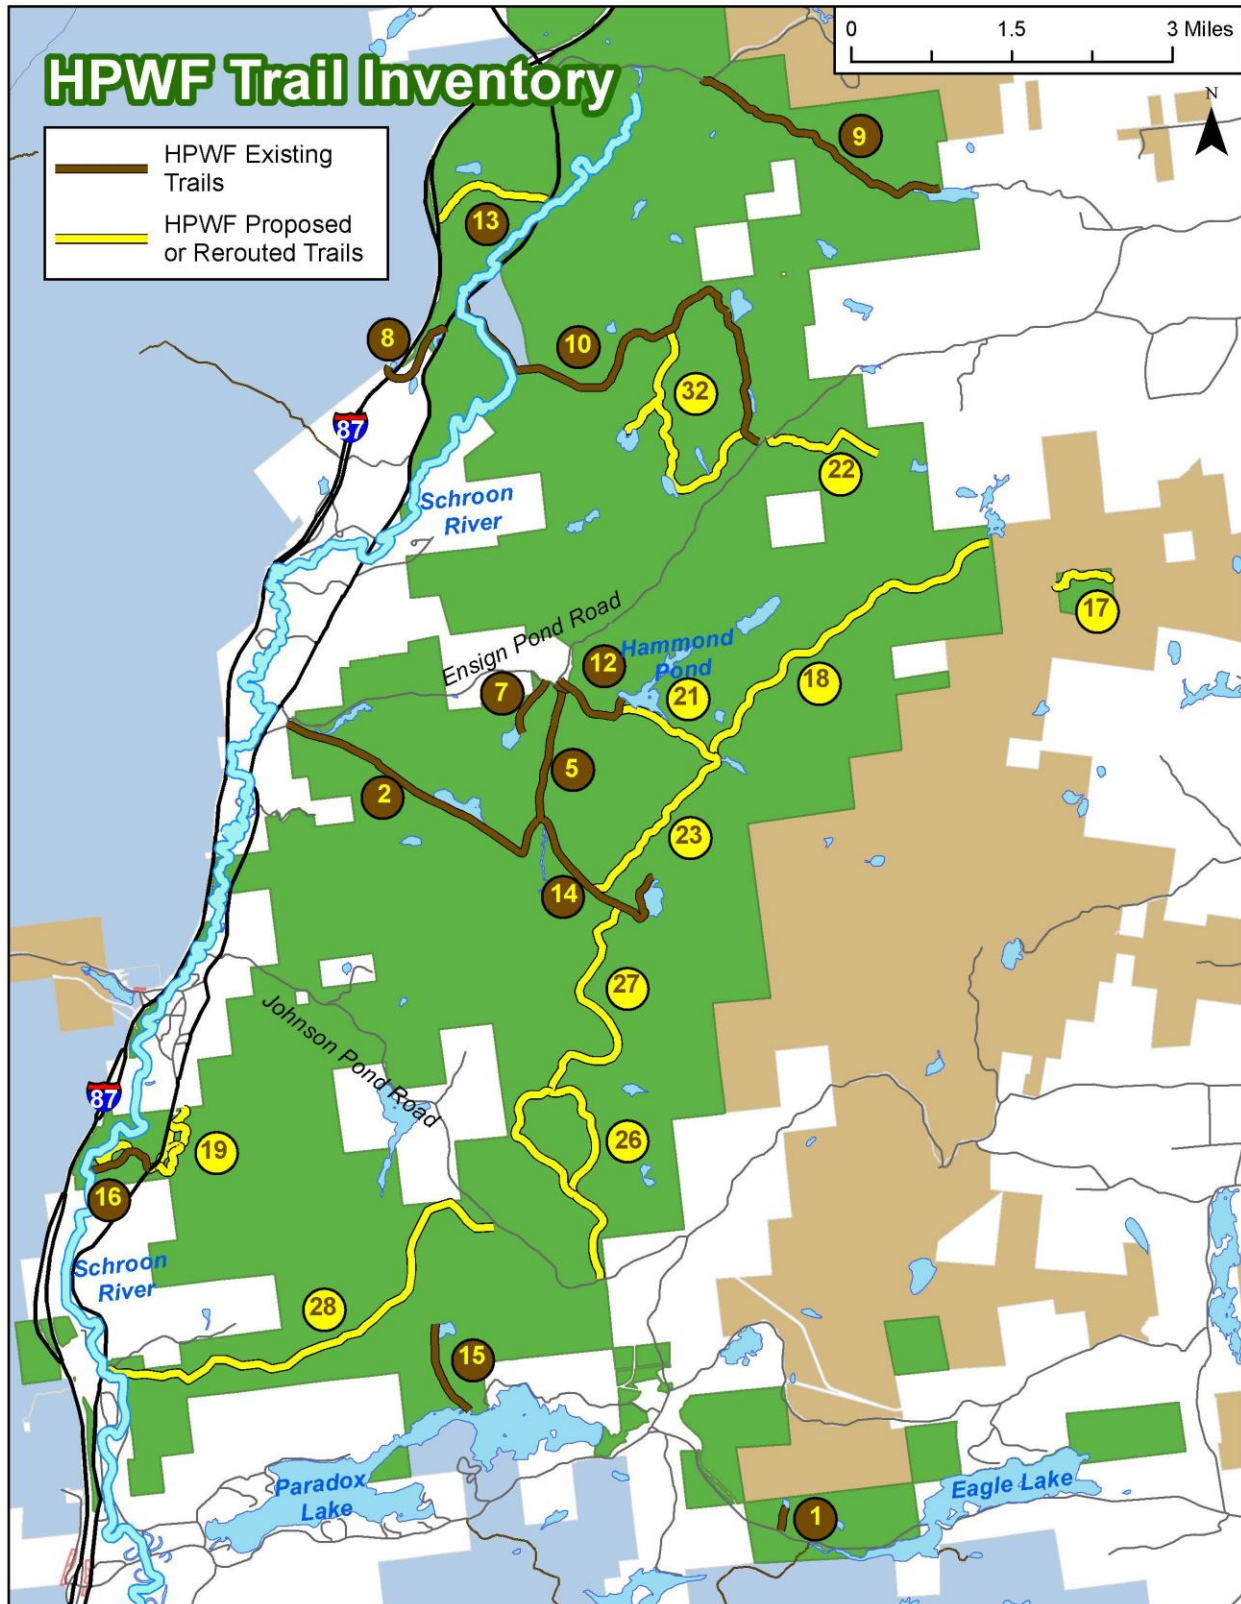 0 1.5 3 Miles
HPWF Trail Inventory
N
HPWF Existing
Trails
HPWF Proposed
or Rerouted Trails
9
13
8
10
32
87
22
Schroon
River
17
Ensign Pond Road
12
Hammond
Pond
7
21
18
5
2
23
14
27
Johnson Pond Road
87
19
26
16
Schroon
River
28
15
Paradox
Lake
Eagle Lake
1